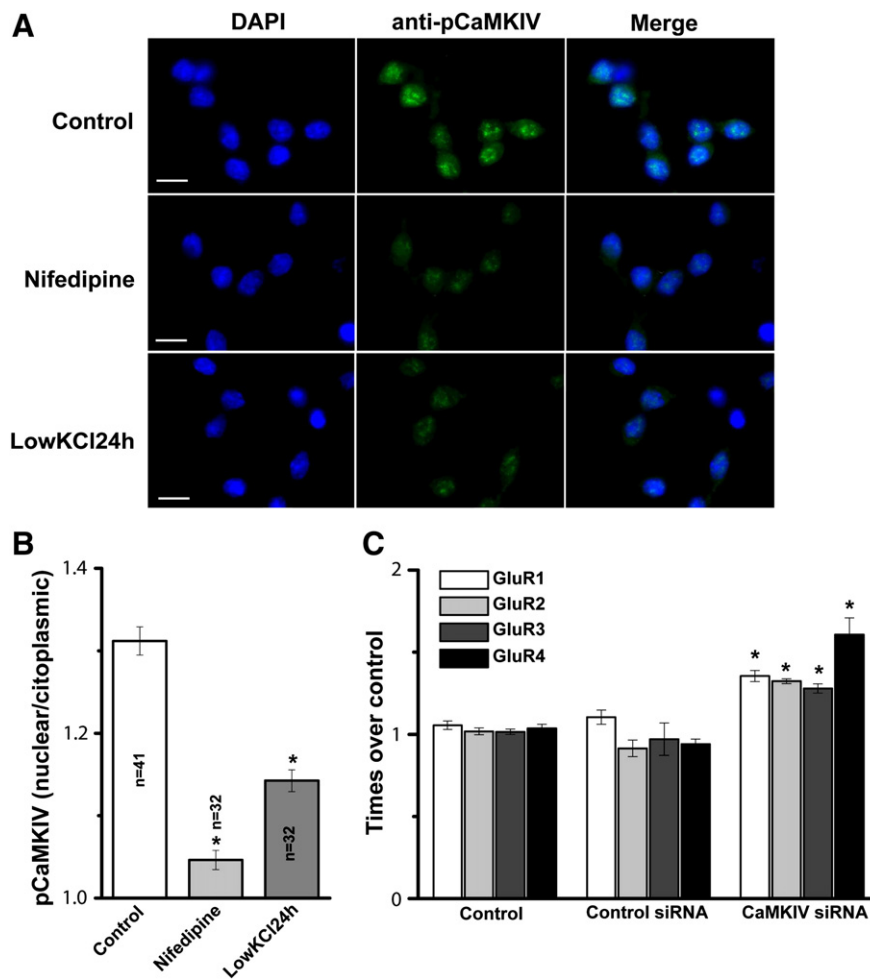 A
DAPI
anti-pCaMKIV
Merge
Control
Nifedipine
LowKCl24h
B
pCaMKIV (nuclear/citoplasmic)
1.4
1.2
1.0
n=41
* n=32
*
n=32
Control
Nifedipine
LowKCl24h
C
Times over control
2
1
0
GluR1
GluR2
GluR3
GluR4
* * * *
Control
Control siRNA
CaMKIV siRNA